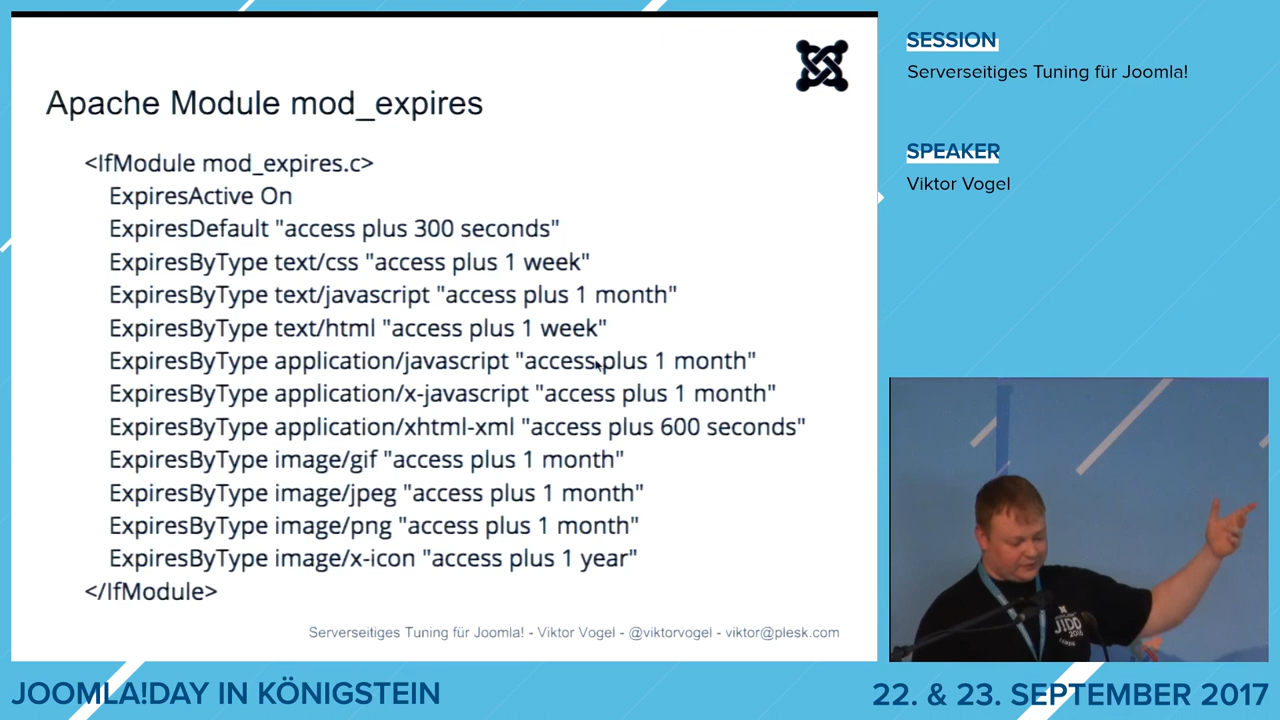 Apache Module mod_expires
<IfModule mod_expires.c>
ExpiresActive On
ExpiresDefault "access plus 300 seconds"
ExpiresByType text/css "access plus 1 week"
ExpiresByType text/javascript "access plus 1 month"
ExpiresByType text/html "access plus 1 week"
ExpiresByType application/javascript "access plus 1 month"
ExpiresByType application/x-javascript "access plus 1 month"
ExpiresByType application/xhtml-xml "access plus 600 seconds"
ExpiresByType image/gif "access plus 1 month"
ExpiresByType image/jpeg "access plus 1 month"
ExpiresByType image/png "access plus 1 month"
ExpiresByType image/x-icon "access plus 1 year"
</IfModule>
Serverseitiges Tuning für Joomla! - Viktor Vogel - @viktorvogel - viktor@plesk.com
SESSION
Serverseitiges Tuning für Joomla!
SPEAKER
Viktor Vogel
JOOMLA!DAY IN KÖNIGSTEIN
22. & 23. SEPTEMBER 2017